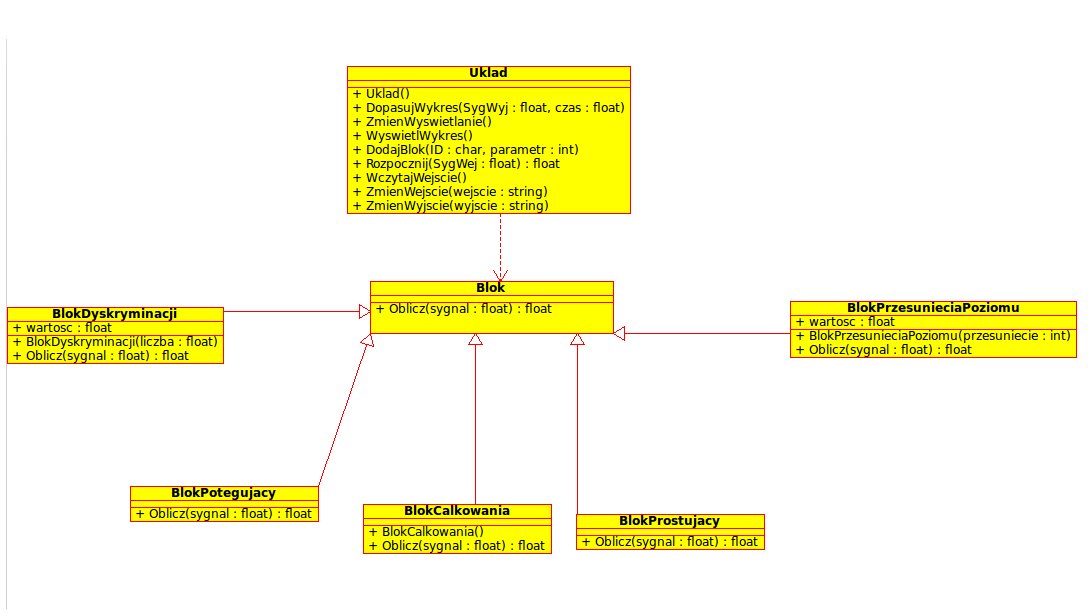 Uklad
+ Uklad()
+ DopasujWykres(SygWyj : float, czas : float)
+ ZmienWyswietlanie()
+ WyswietlWykres()
+ DodajBlok(ID : char, parametr : int)
+ Rozpocznij(SygWej : float) : float
+ WczytajWejscie()
+ ZmienWejscie(wejscie : string)
+ ZmienWyjscie(wyjscie : string)
Blok
+ Oblicz(sygnal : float) : float
BlokDyskryminacji
+ wartosc : float
+ BlokDyskryminacji(liczba : float)
+ Oblicz(sygnal : float) : float
BlokPrzesunieciaPoziomu
+ wartosc : float
+ BlokPrzesunieciaPoziomu(przesuniecie : int)
+ Oblicz(sygnal : float) : float
BlokPotegujacy
+ Oblicz(sygnal : float) : float
BlokCalkowania
+ BlokCalkowania()
+ Oblicz(sygnal : float) : float
BlokProstujacy
+ Oblicz(sygnal : float) : float